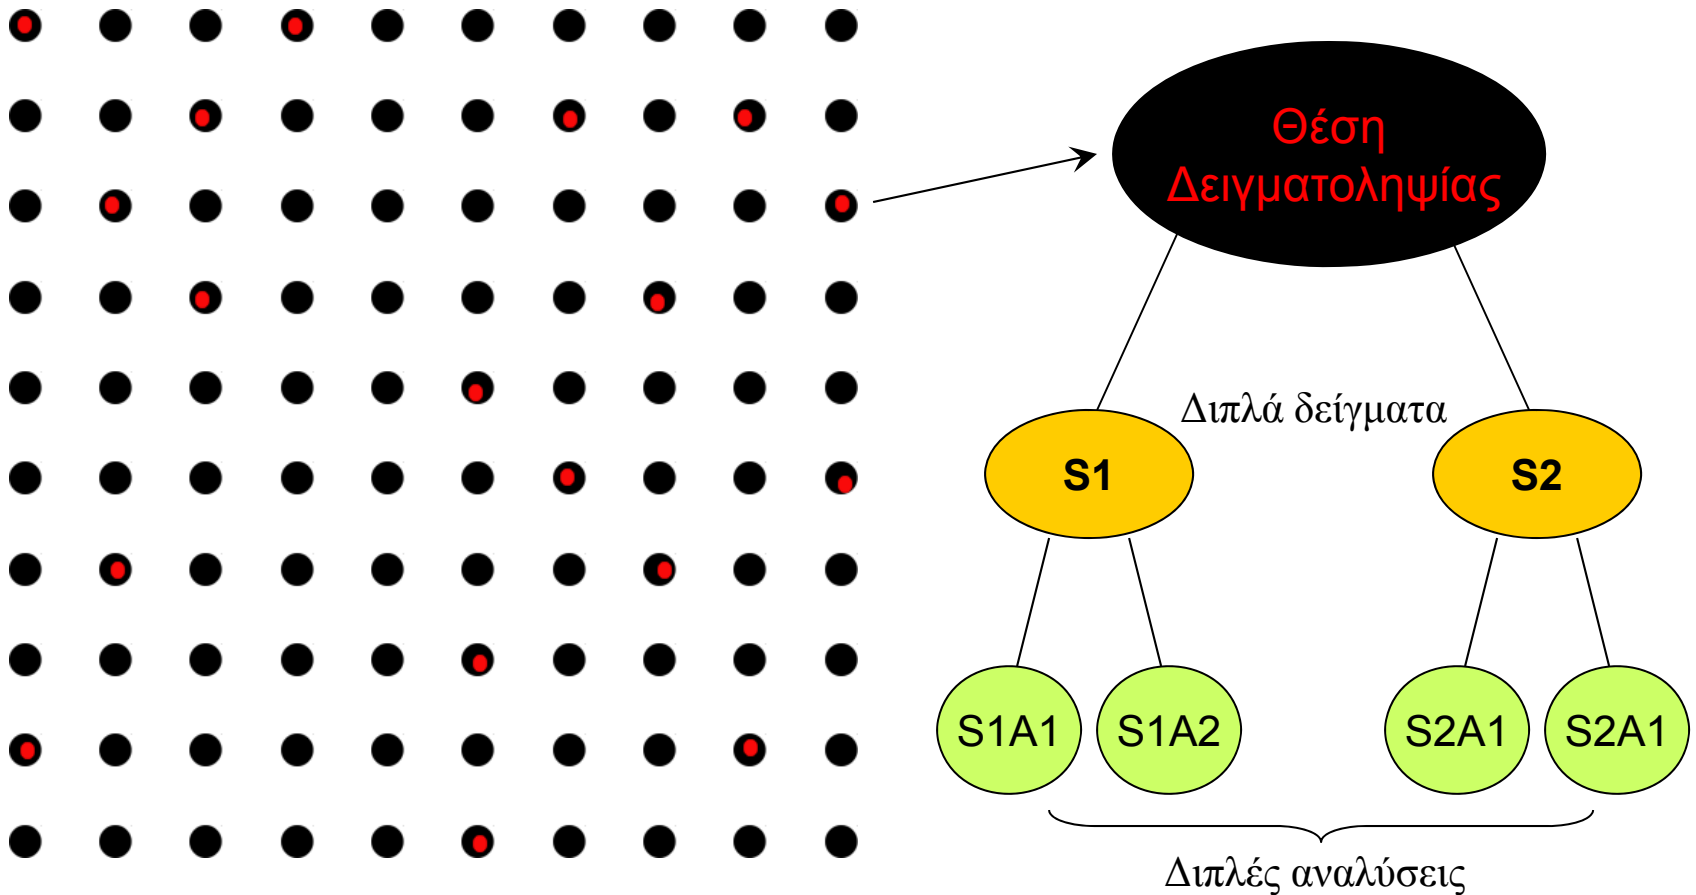 Θέση
Δειγματοληψίας
Διπλά δείγματα
S1
S2
S1A1
S1A2
S2A1
S2A1
Διπλές αναλύσεις